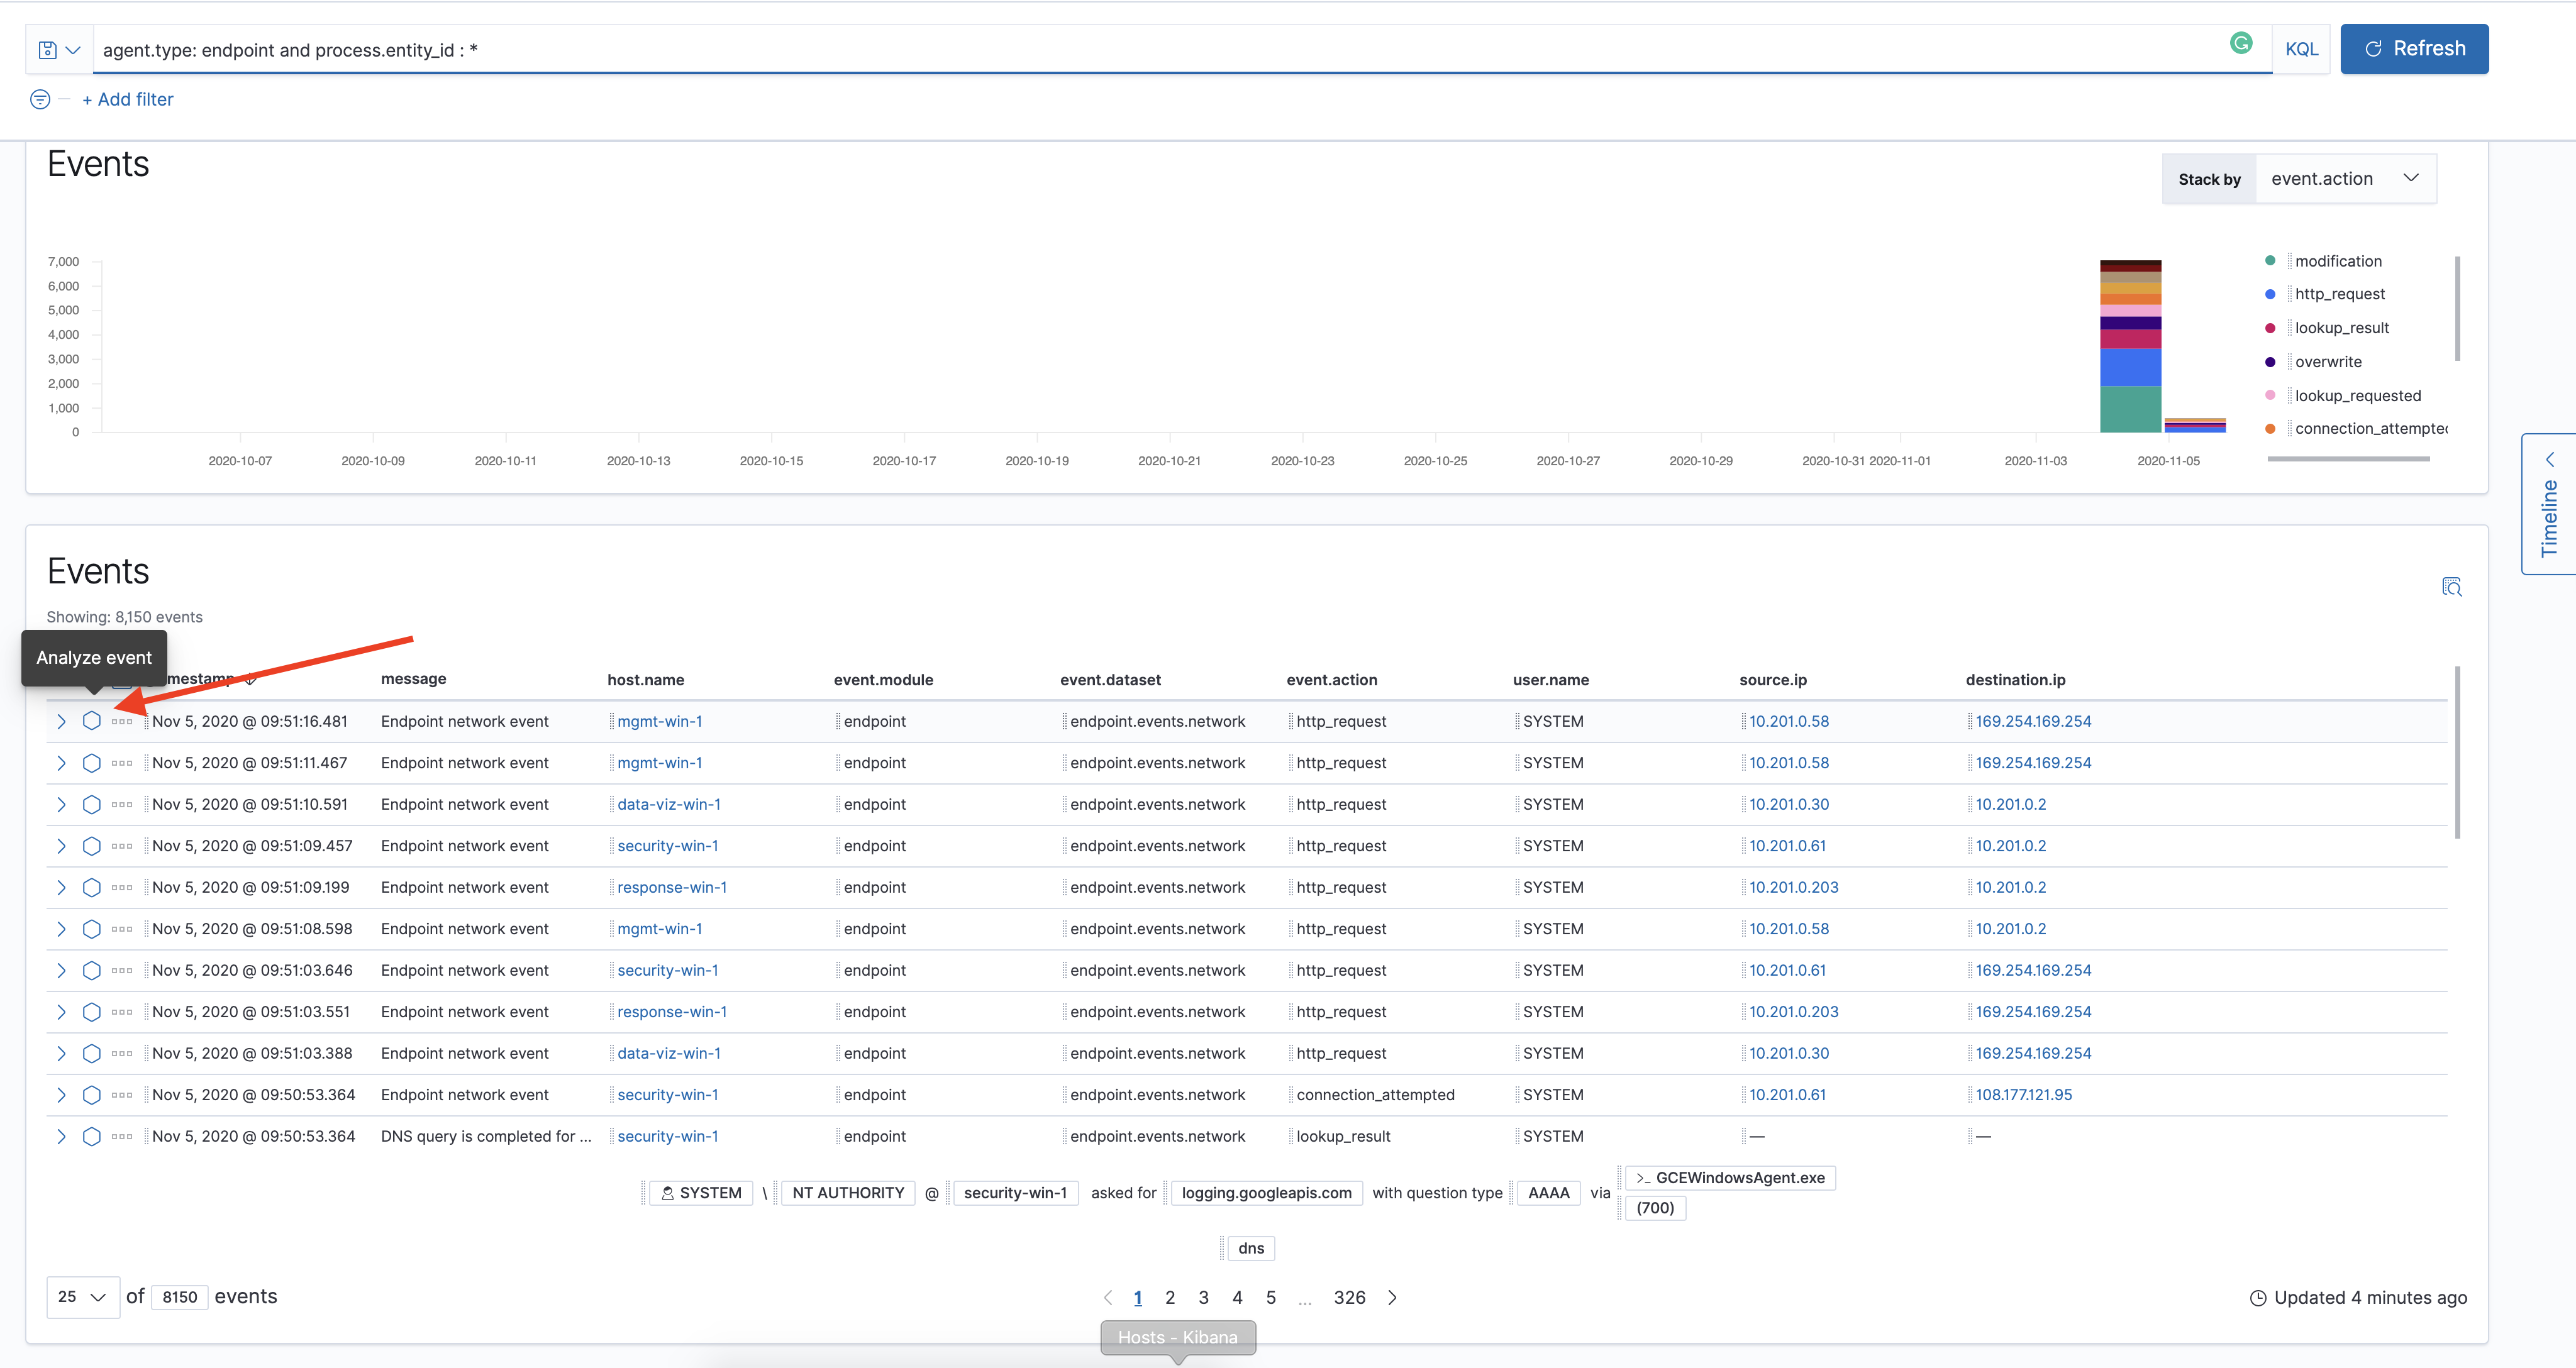 agent.type: endpoint and process.entity_id : *
KQL
Refresh
+ Add filter
Events
Stack by event.action
7,000
6,000
5,000
4,000
3,000
2,000
1,000
0
2020-10-07 2020-10-09 2020-10-11 2020-10-13 2020-10-15 2020-10-17 2020-10-19 2020-10-21 2020-10-23 2020-10-25 2020-10-27 2020-10-29 2020-10-31 2020-11-01 2020-11-03 2020-11-05
modification
http_request
lookup_result
overwrite
lookup_requested
connection_attempted
Timeline
Events
Showing: 8,150 events
Analyze event
mestamp message host.name event.module event.dataset event.action user.name source.ip destination.ip
Nov 5, 2020 @ 09:51:16.481 Endpoint network event mgmt-win-1 endpoint endpoint.events.network http_request SYSTEM 10.201.0.58 169.254.169.254
Nov 5, 2020 @ 09:51:11.467 Endpoint network event mgmt-win-1 endpoint endpoint.events.network http_request SYSTEM 10.201.0.58 169.254.169.254
Nov 5, 2020 @ 09:51:10.591 Endpoint network event data-viz-win-1 endpoint endpoint.events.network http_request SYSTEM 10.201.0.30 10.201.0.2
Nov 5, 2020 @ 09:51:09.457 Endpoint network event security-win-1 endpoint endpoint.events.network http_request SYSTEM 10.201.0.61 10.201.0.2
Nov 5, 2020 @ 09:51:09.199 Endpoint network event response-win-1 endpoint endpoint.events.network http_request SYSTEM 10.201.0.203 10.201.0.2
Nov 5, 2020 @ 09:51:08.598 Endpoint network event mgmt-win-1 endpoint endpoint.events.network http_request SYSTEM 10.201.0.58 10.201.0.2
Nov 5, 2020 @ 09:51:03.646 Endpoint network event security-win-1 endpoint endpoint.events.network http_request SYSTEM 10.201.0.61 169.254.169.254
Nov 5, 2020 @ 09:51:03.551 Endpoint network event response-win-1 endpoint endpoint.events.network http_request SYSTEM 10.201.0.203 169.254.169.254
Nov 5, 2020 @ 09:51:03.388 Endpoint network event data-viz-win-1 endpoint endpoint.events.network http_request SYSTEM 10.201.0.30 169.254.169.254
Nov 5, 2020 @ 09:50:53.364 Endpoint network event security-win-1 endpoint endpoint.events.network connection_attempted SYSTEM 10.201.0.61 108.177.121.95
Nov 5, 2020 @ 09:50:53.364 DNS query is completed for ... security-win-1 endpoint endpoint.events.network lookup_result SYSTEM — —
SYSTEM \ NT AUTHORITY @ security-win-1 asked for logging.googleapis.com with question type AAAA via >_ GCEWindowsAgent.exe
(700)
dns
25 of 8150 events
1 2 3 4 5 ... 326
Updated 4 minutes ago
Hosts - Kibana